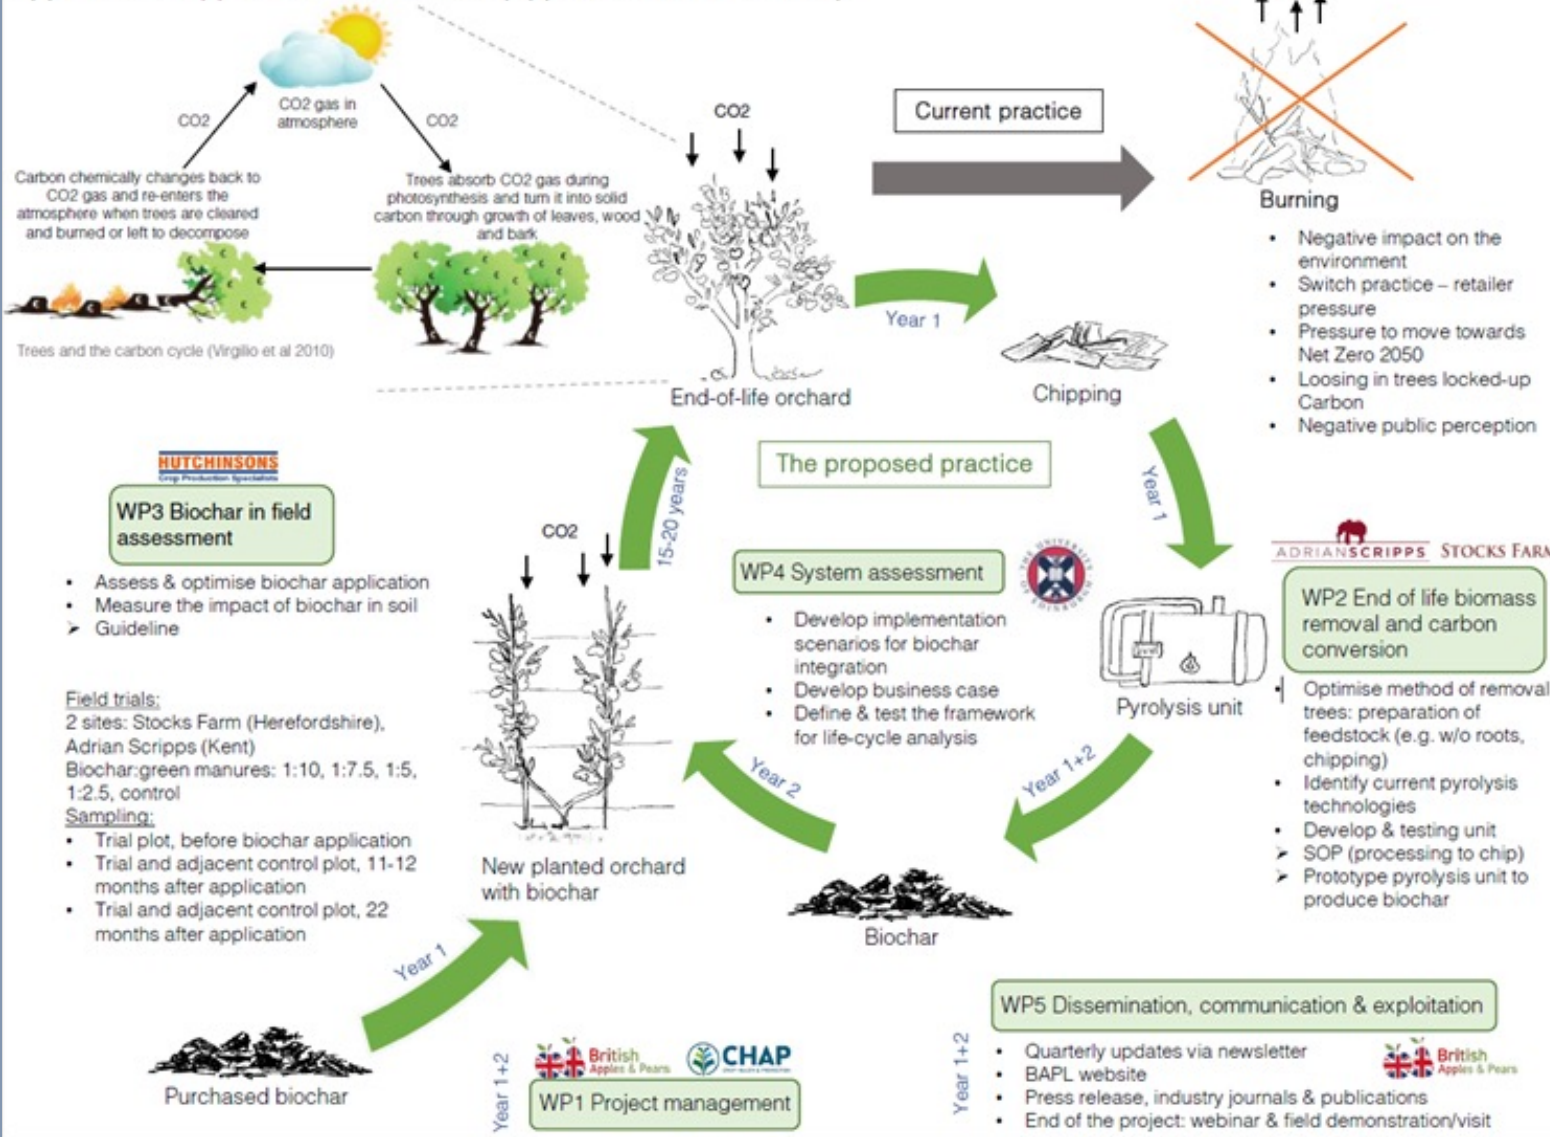 CO2
CO2 gas in
atmosphere
CO2
Carbon chemically changes back to
CO2 gas and re-enters the
atmosphere when trees are cleared
and burned or left to decompose
Trees absorb CO2 gas during
photosynthesis and turn it into solid
carbon through growth of leaves, wood
and bark
Trees and the carbon cycle (Virgilio et al 2010)
CO2
End-of-life orchard
Current practice
Burning
• Negative impact on the
environment
• Switch practice – retailer
pressure
• Pressure to move towards
Net Zero 2050
• Loosing in trees locked-up
Carbon
• Negative public perception
Year 1
Chipping
The proposed practice
Year 1
15-20 years
HUTCHINSONS
Crop Production Specialists
WP3 Biochar in field
assessment
• Assess & optimise biochar application
• Measure the impact of biochar in soil
➤ Guideline
Field trials:
2 sites: Stocks Farm (Herefordshire),
Adrian Scripps (Kent)
Biochar:green manures: 1:10, 1:7.5, 1:5,
1:2.5, control
Sampling:
• Trial plot, before biochar application
• Trial and adjacent control plot, 11-12
months after application
• Trial and adjacent control plot, 22
months after application
CO2
New planted orchard
with biochar
WP4 System assessment
THE UNIVERSITY
OF EDINBURGH
• Develop implementation
scenarios for biochar
integration
• Develop business case
• Define & test the framework
for life-cycle analysis
Pyrolysis unit
ADRIANSCRIPPS STOCKS FARM
WP2 End of life biomass
removal and carbon
conversion
• Optimise method of removal
trees: preparation of
feedstock (e.g. w/o roots,
chipping)
• Identify current pyrolysis
technologies
• Develop & testing unit
➤ SOP (processing to chip)
➤ Prototype pyrolysis unit to
produce biochar
Year 1+2
Year 2
Biochar
Year 1
Purchased biochar
Year 1+2
British
Apples & Pears
CHAP
WP1 Project management
Year 1+2
WP5 Dissemination, communication & exploitation
• Quarterly updates via newsletter
• BAPL website
• Press release, industry journals & publications
• End of the project: webinar & field demonstration/visit
British
Apples & Pears